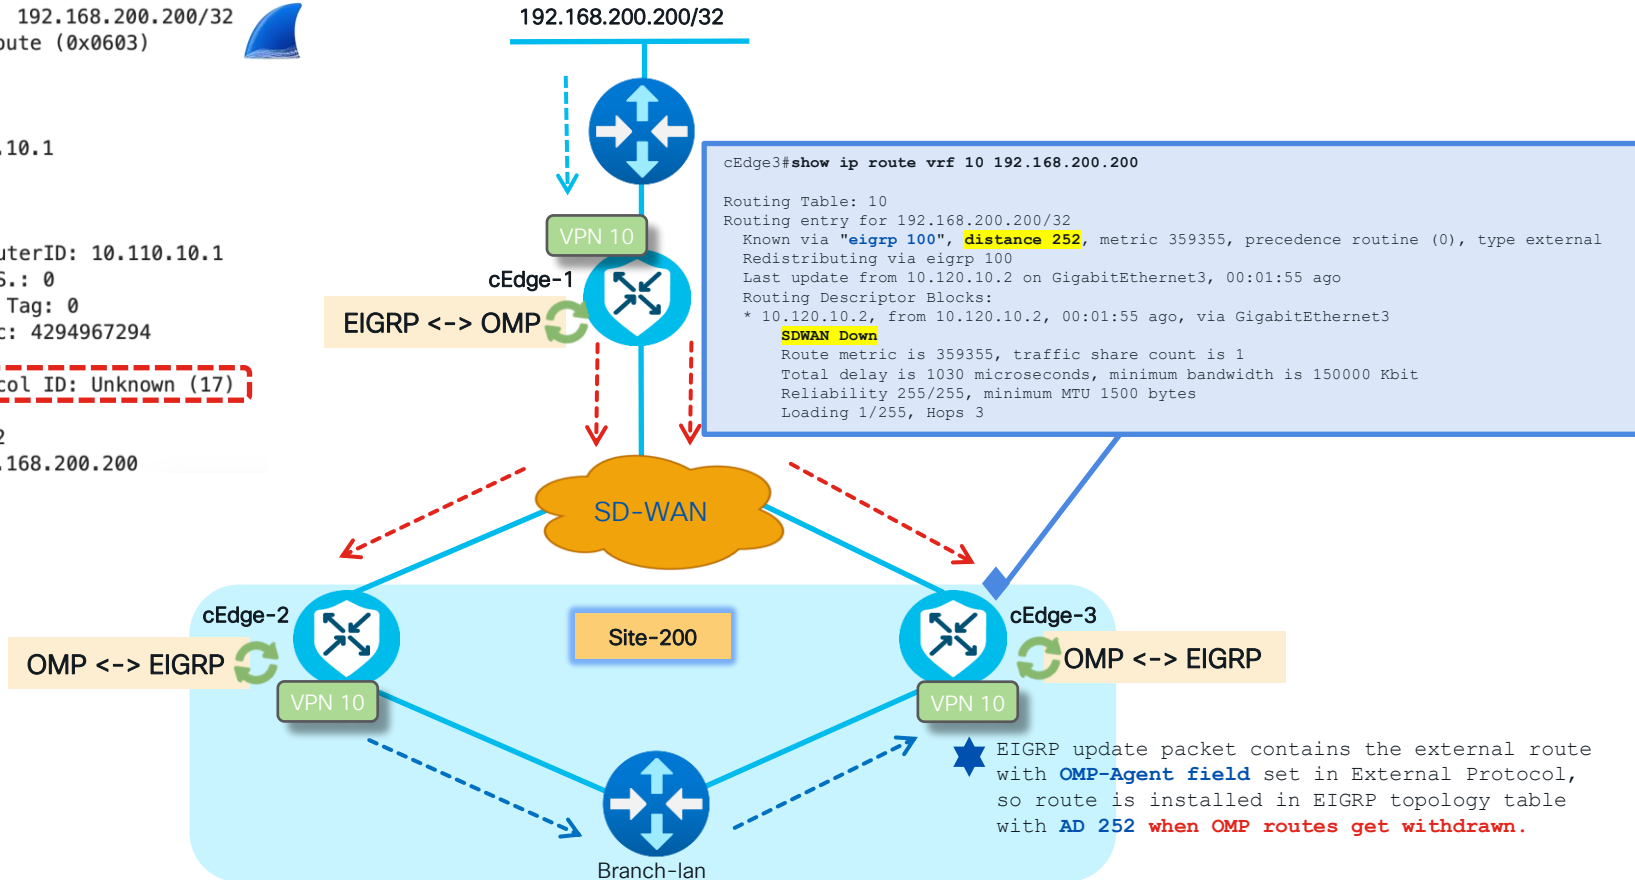 192.168.200.200/32
oute (0x0603)
.10.1
uterID: 10.110.10.1
S.: 0
Tag: 0
c: 4294967294
col ID: Unknown (17)
2
.168.200.200
192.168.200.200/32
VPN 10
cEdge-1
EIGRP <-> OMP
cEdge3#show ip route vrf 10 192.168.200.200
Routing Table: 10
Routing entry for 192.168.200.200/32
Known via "eigrp 100", distance 252, metric 359355, precedence routine (0), type external
Redistributing via eigrp 100
Last update from 10.120.10.2 on GigabitEthernet3, 00:01:55 ago
Routing Descriptor Blocks:
* 10.120.10.2, from 10.120.10.2, 00:01:55 ago, via GigabitEthernet3
SDWAN Down
Route metric is 359355, traffic share count is 1
Total delay is 1030 microseconds, minimum bandwidth is 150000 Kbit
Reliability 255/255, minimum MTU 1500 bytes
Loading 1/255, Hops 3
SD-WAN
cEdge-2
Site-200
cEdge-3
OMP <-> EIGRP
OMP <-> EIGRP
VPN 10
VPN 10
EIGRP update packet contains the external route
with OMP-Agent field set in External Protocol,
so route is installed in EIGRP topology table
with AD 252 when OMP routes get withdrawn.
Branch-lan